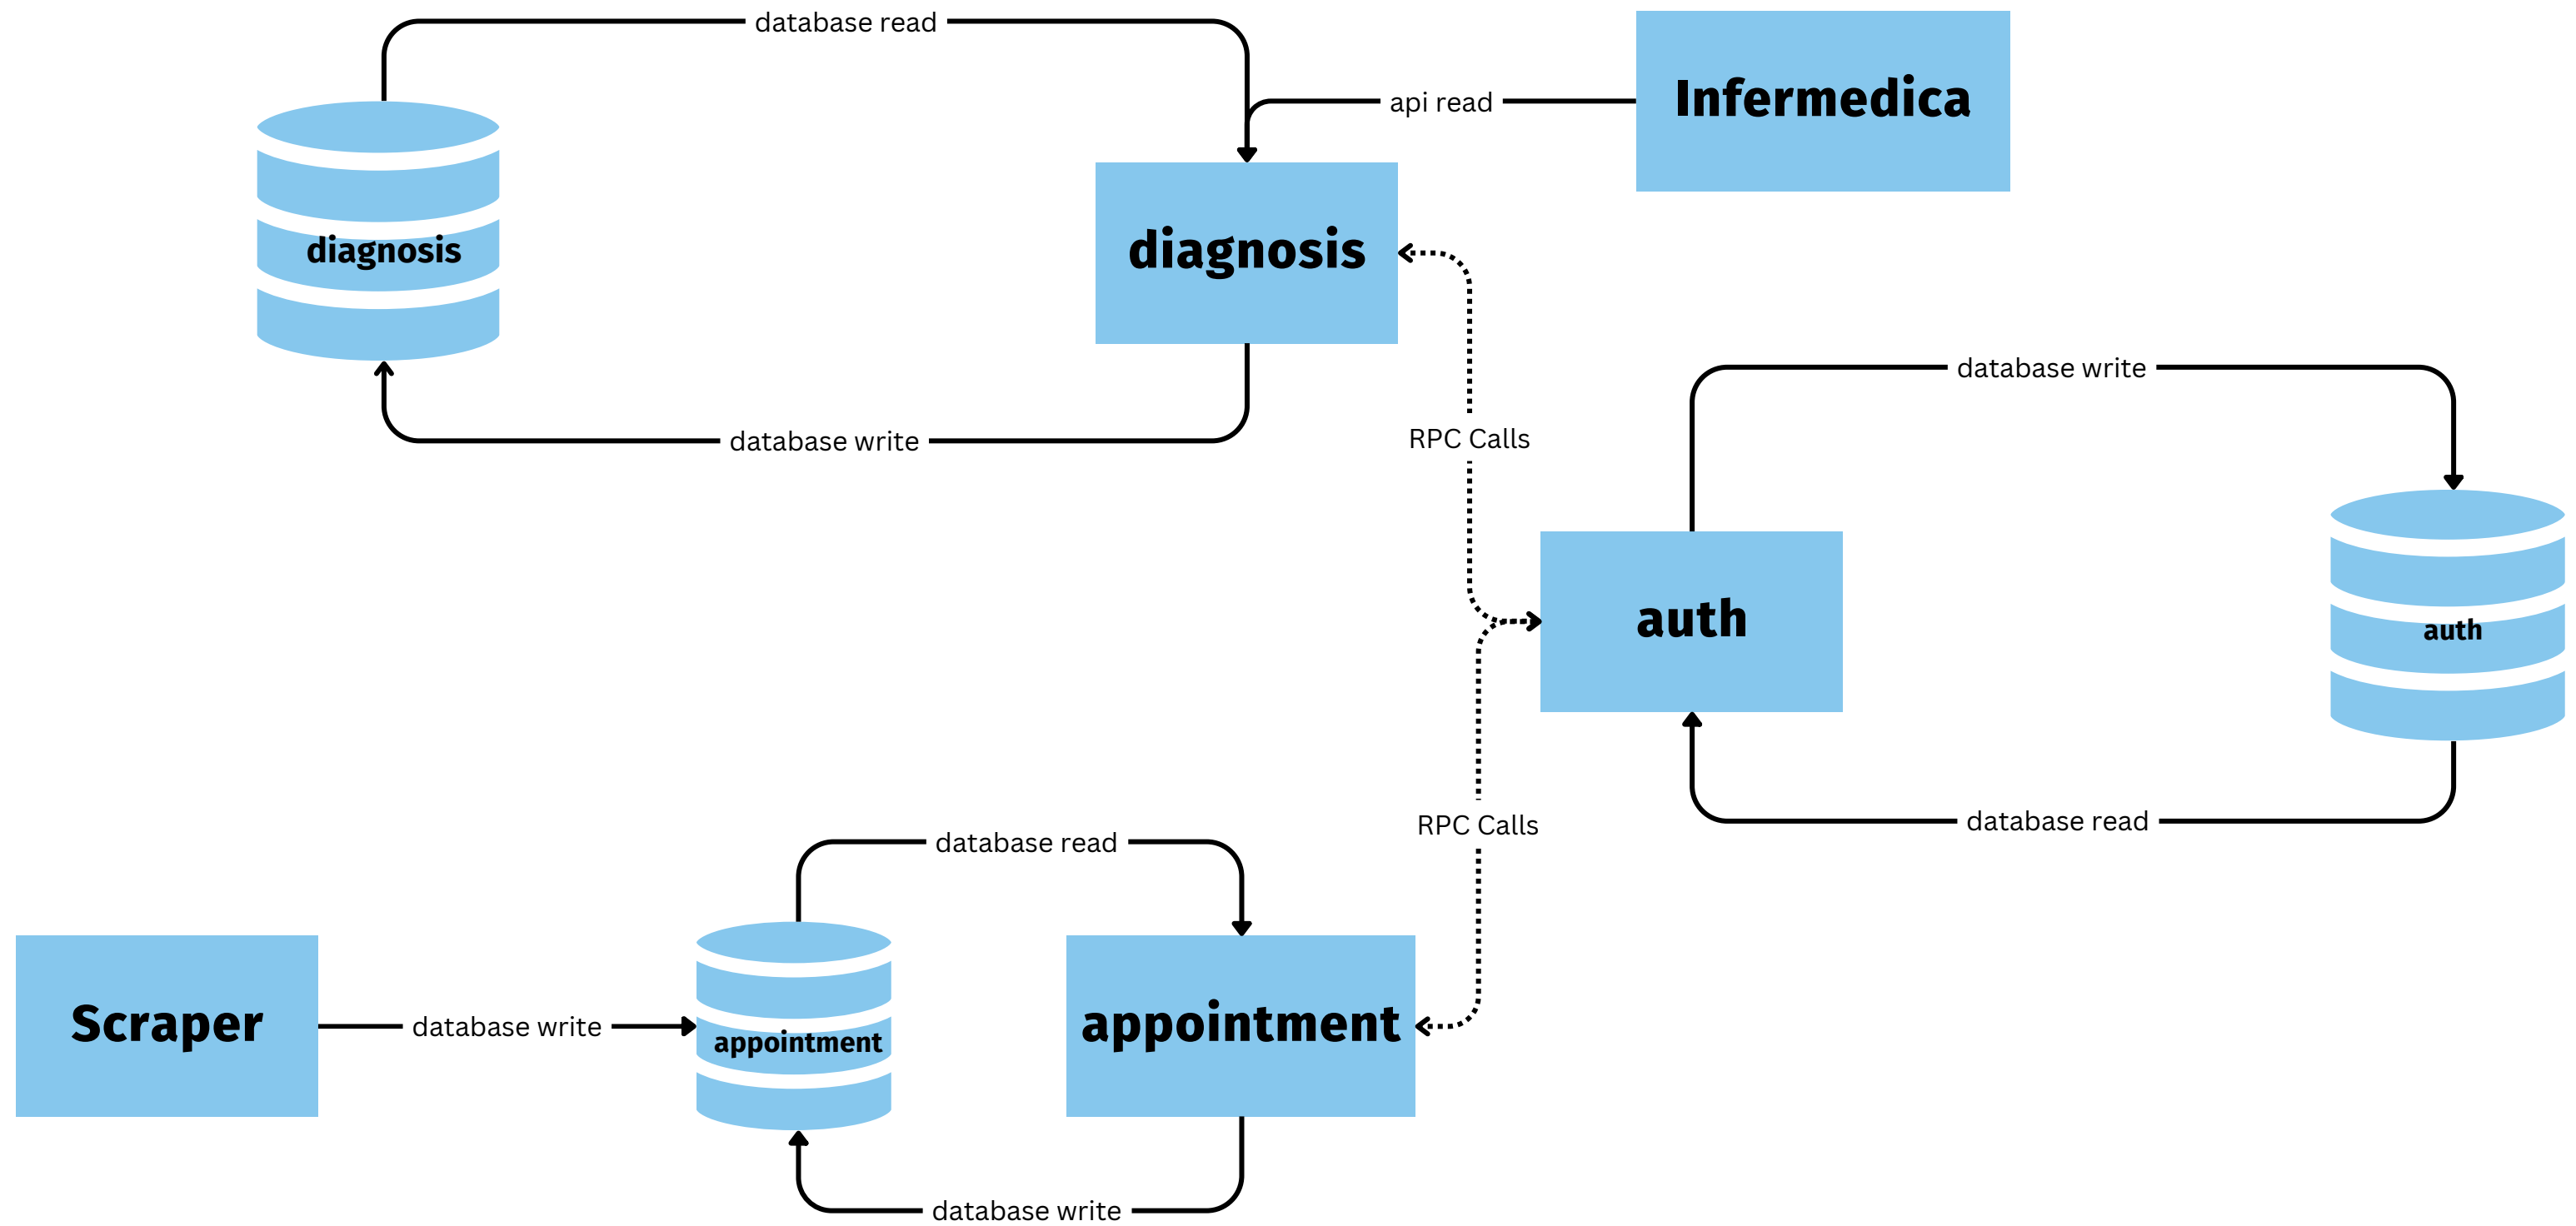 database read
Infermedica
api read
diagnosis
diagnosis
database write
RPC Calls
database write
auth
auth
database read
RPC Calls
database read
Scraper
database write
appointment
appointment
database write